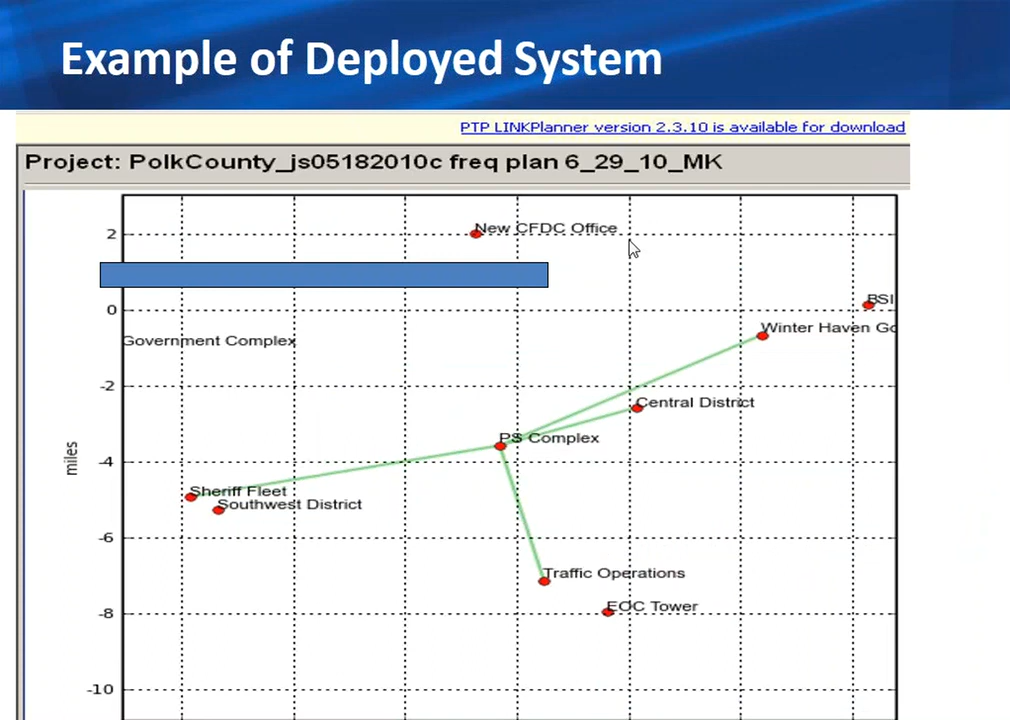 Example of Deployed System
PTP LINKPlanner version 2.3.10 is available for download
Project: PolkCounty_js05182010c freq plan 6_29_10_MK
2
New CFDC Office
0
BSI
Winter Haven Go
Government Complex
-2
Central District
miles
PS Complex
-4
Sheriff Fleet
Southwest District
-6
Traffic Operations
EOC Tower
-8
-10